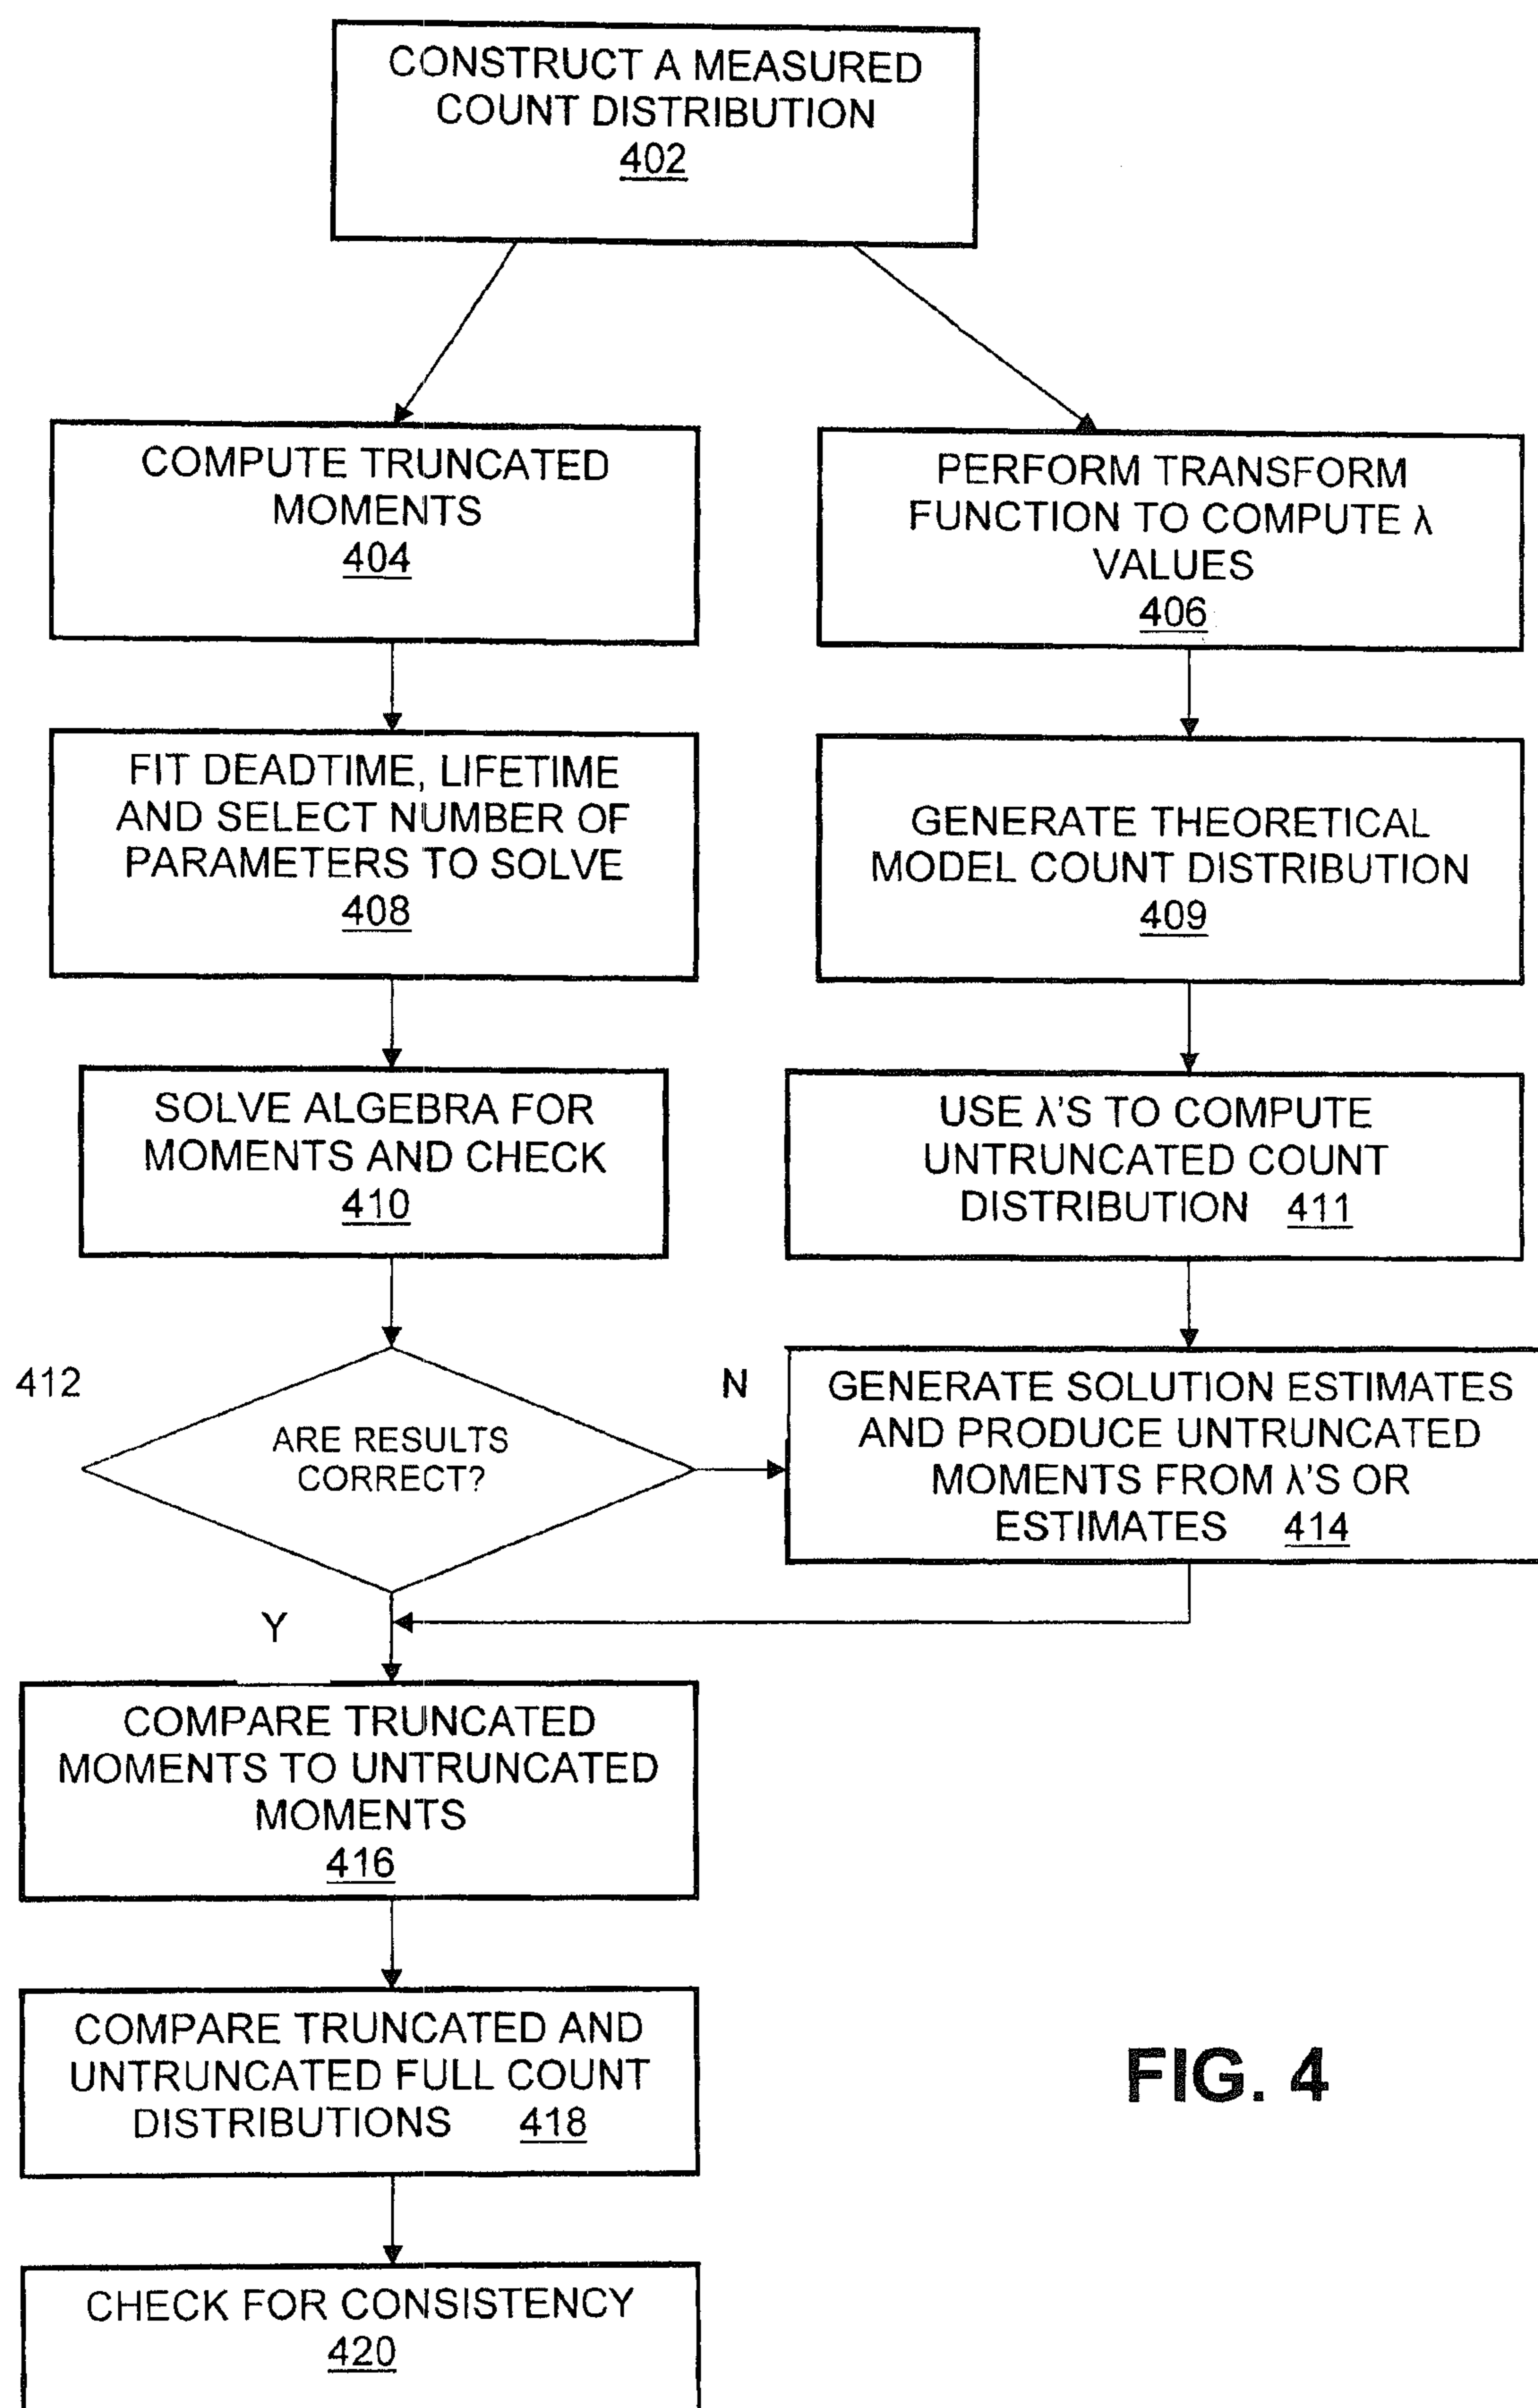 CONSTRUCT A MEASURED
COUNT DISTRIBUTION
402
COMPUTE TRUNCATED
MOMENTS
404
PERFORM TRANSFORM
FUNCTION TO COMPUTE λ
VALUES
406
FIT DEADTIME, LIFETIME
AND SELECT NUMBER OF
PARAMETERS TO SOLVE
408
GENERATE THEORETICAL
MODEL COUNT DISTRIBUTION
409
SOLVE ALGEBRA FOR
MOMENTS AND CHECK
410
USE λ'S TO COMPUTE
UNTRUNCATED COUNT
DISTRIBUTION 411
412
ARE RESULTS
CORRECT?
N
GENERATE SOLUTION ESTIMATES
AND PRODUCE UNTRUNCATED
MOMENTS FROM λ'S OR
ESTIMATES 414
Y
COMPARE TRUNCATED
MOMENTS TO UNTRUNCATED
MOMENTS
416
COMPARE TRUNCATED AND
UNTRUNCATED FULL COUNT
DISTRIBUTIONS 418
CHECK FOR CONSISTENCY
420
FIG. 4